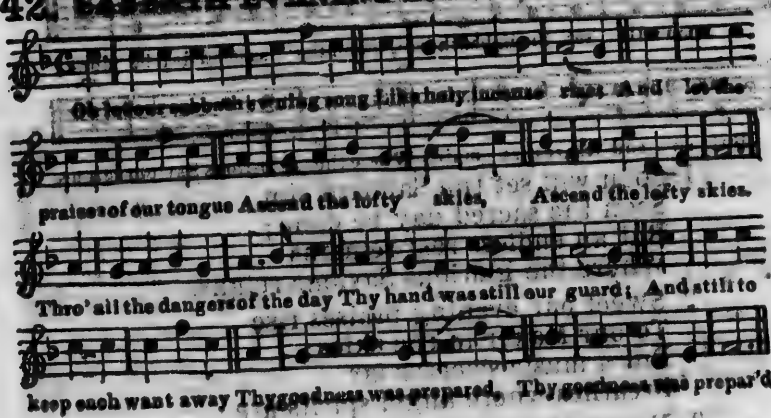 42. SABBATH EVENING
Oh let our sabbath evening song Like holy incense rise, And let the
praises of our tongue Ascend the lofty skies, Ascend the lofty skies.
Thro' all the dangers of the day Thy hand was still our guard; And still to
keep each want away Thy goodness was prepared, Thy goodness was prepar'd